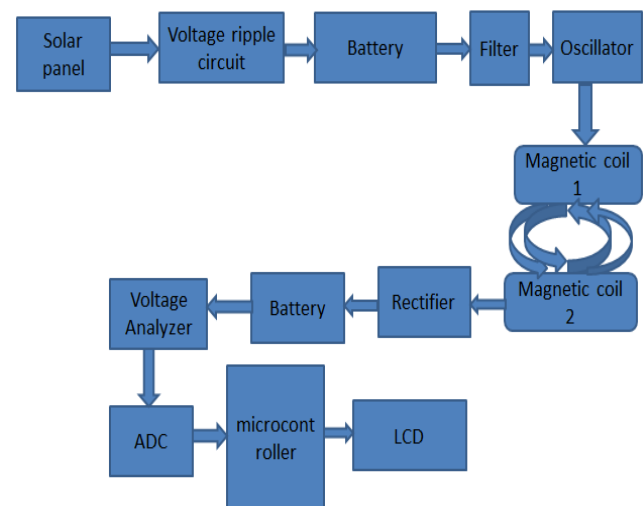 Solar
panel
Voltage ripple
circuit
Battery
Filter
Oscillator
Magnetic coil
1
Magnetic coil
2
Rectifier
Battery
Voltage
Analyzer
ADC
microcont
roller
LCD